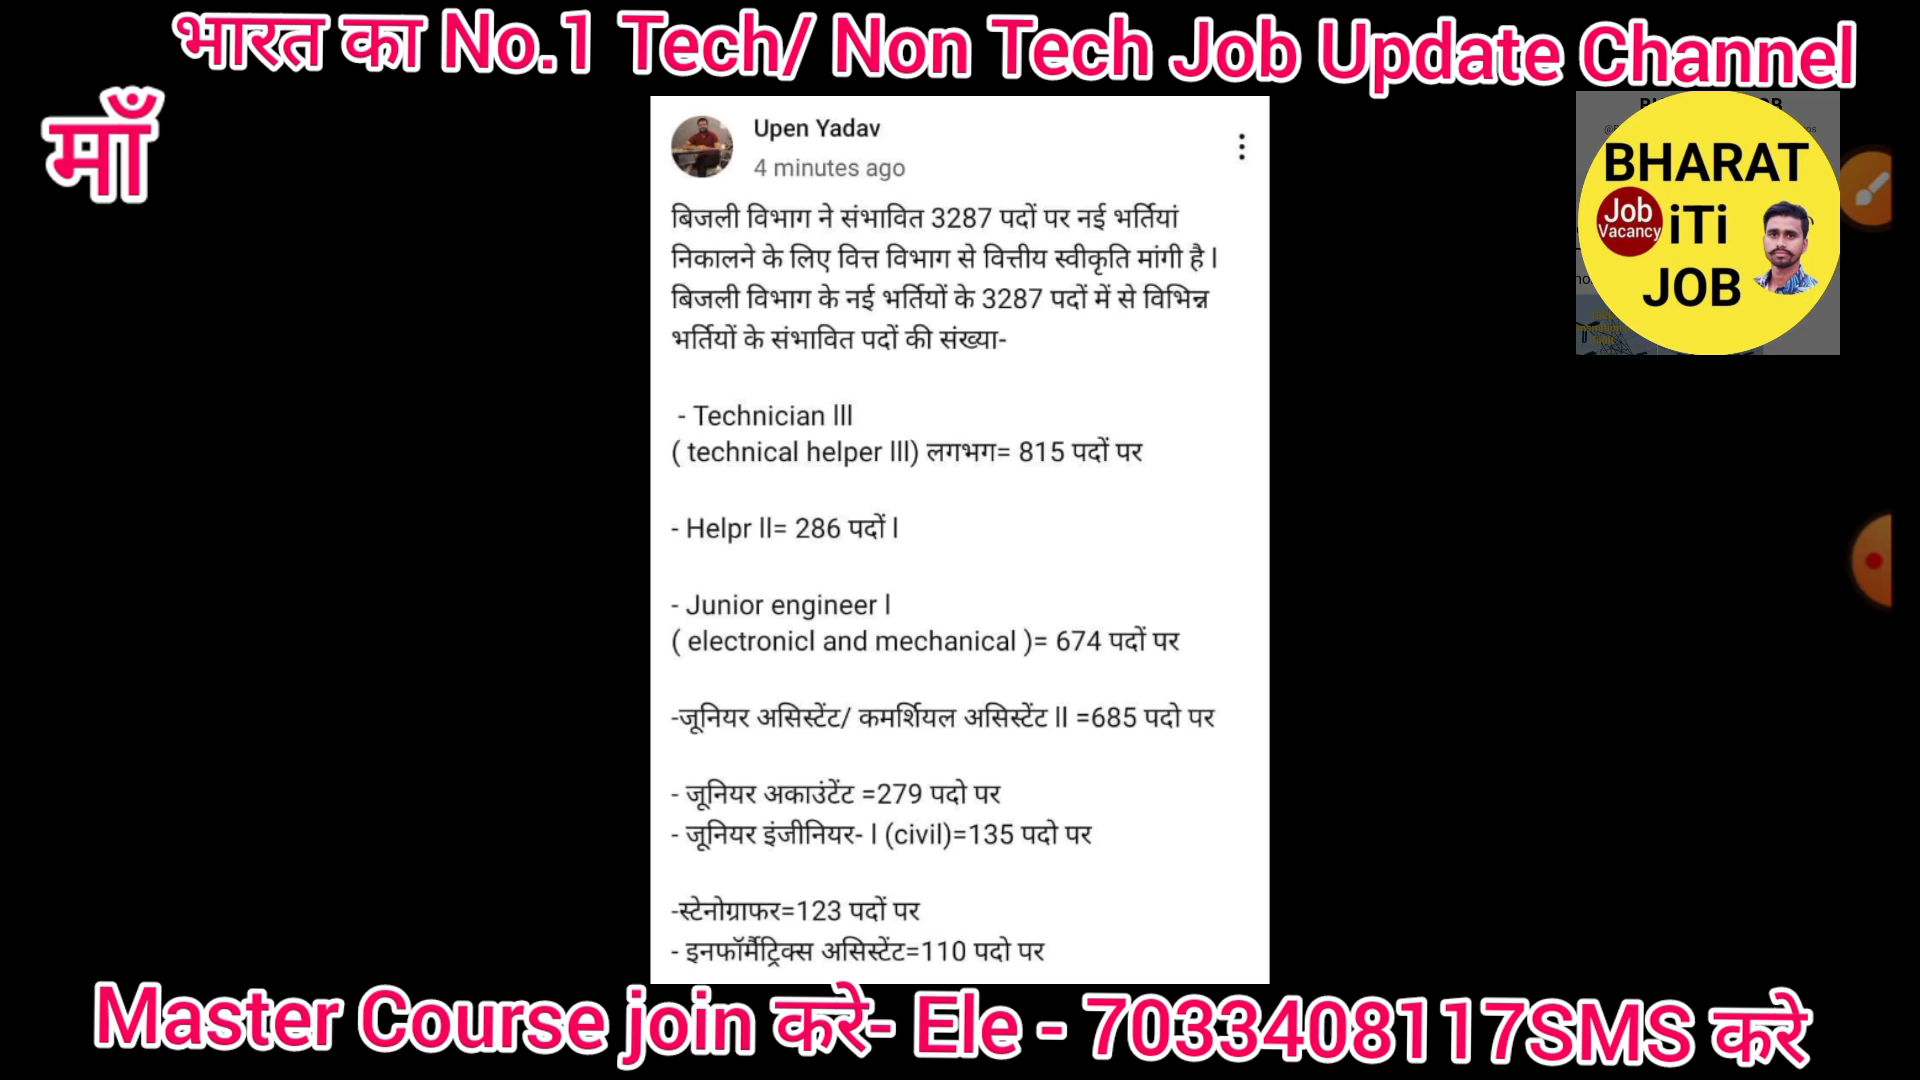 भारत का No.1 Tech/ Non Tech Job Update Channel
माँ
BHARAT
Job
Vacancy
iTi
JOB
Upen Yadav
4 minutes ago
बिजली विभाग ने संभावित 3287 पदों पर नई भर्तियां
निकालने के लिए वित्त विभाग से वित्तीय स्वीकृति मांगी है l
बिजली विभाग के नई भर्तियों के 3287 पदों में से विभिन्न
भर्तियों के संभावित पदों की संख्या-
- Technician lll
( technical helper lll) लगभग= 815 पदों पर
- Helpr ll= 286 पदों l
- Junior engineer l
( electronicl and mechanical )= 674 पदों पर
-जूनियर असिस्टेंट/ कमर्शियल असिस्टेंट ll =685 पदो पर
- जूनियर अकाउंटेंट =279 पदो पर
- जूनियर इंजीनियर- l (civil)=135 पदो पर
-स्टेनोग्राफर=123 पदों पर
- इनफॉर्मैट्रिक्स असिस्टेंट=110 पदो पर
Master Course join करे- Ele - 7033408117SMS करे